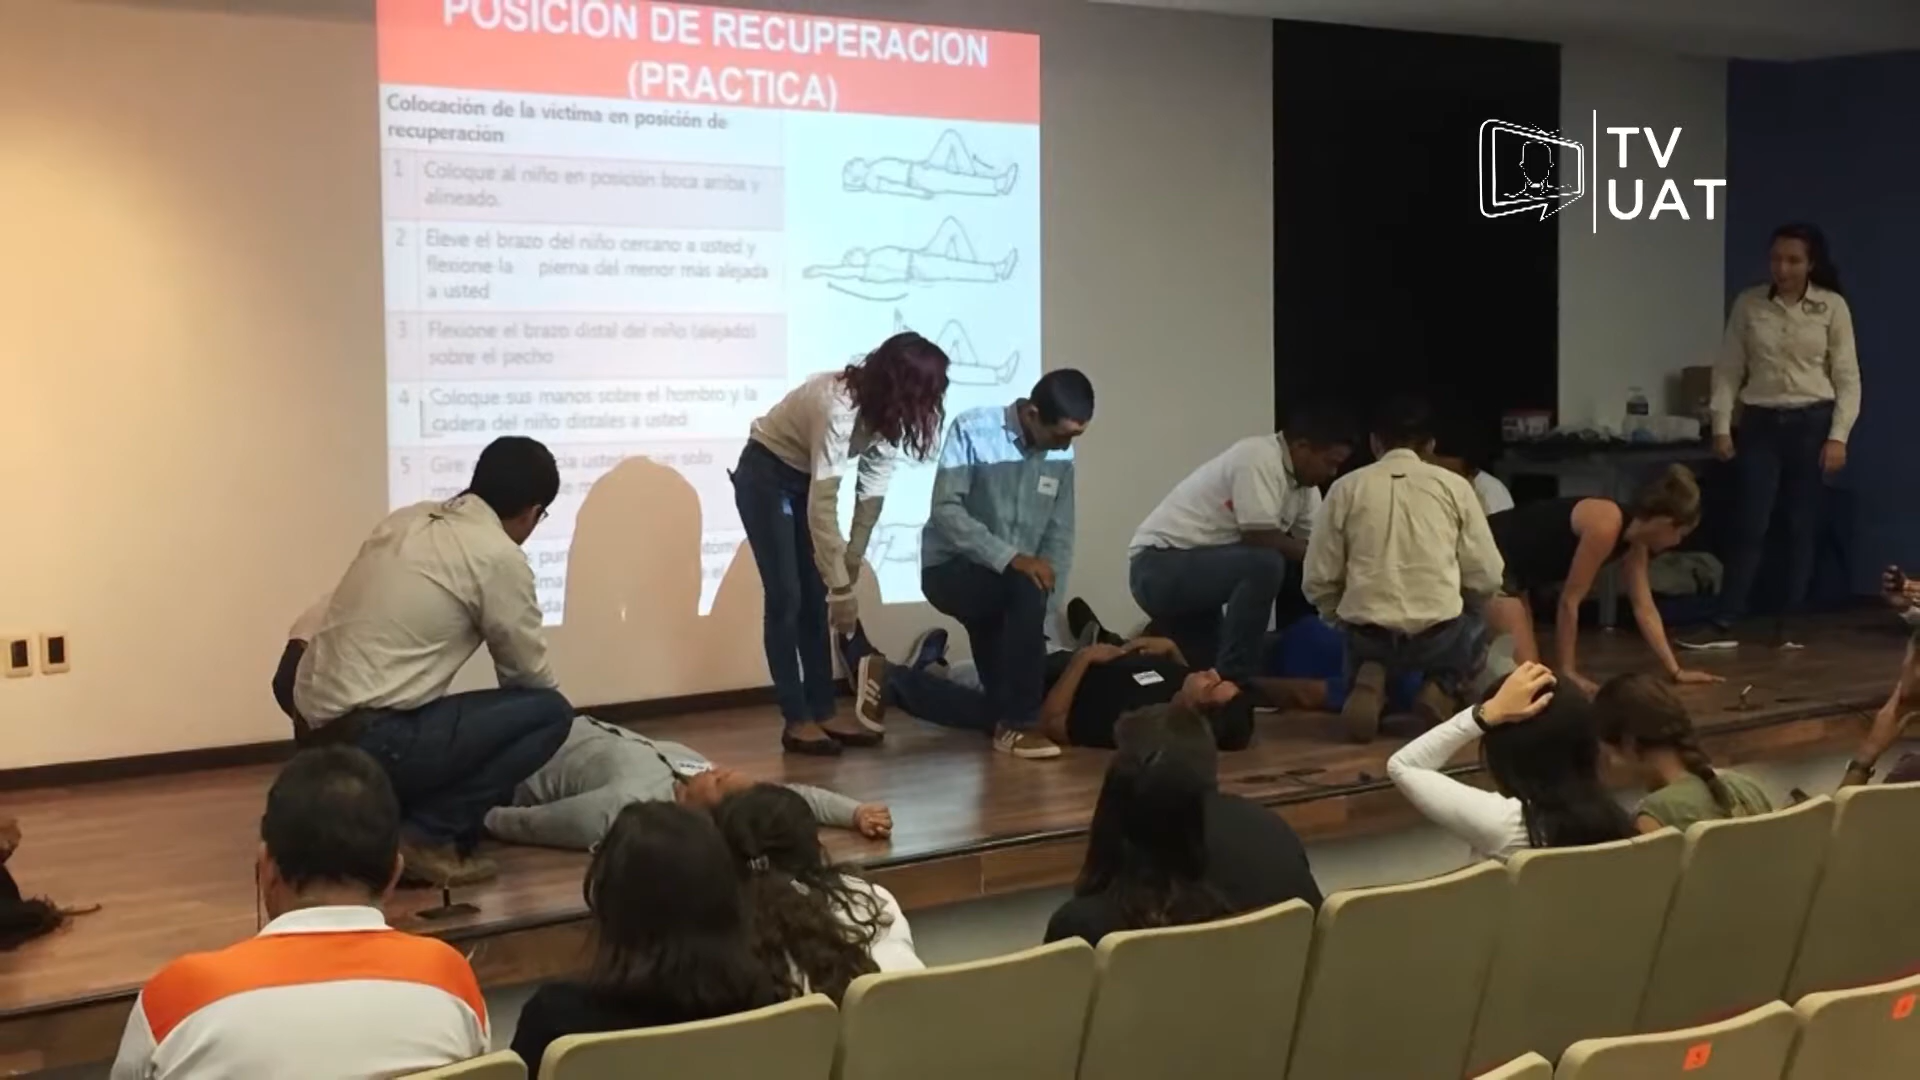 POSICION DE RECUPERACION
(PRACTICA)
Colocación de la victima en posición de
recuperación
1 Coloque al niño en posición boca arriba y
alineado.
2 Eleve el brazo del niño cercano a usted y
flexione la pierna del menor más alejada
a usted
3 Flexione el brazo distal del niño (alejado)
sobre el pecho
4 Coloque sus manos sobre el hombro y la
cadera del niño distales a usted
5 Gire solo
TV
UAT